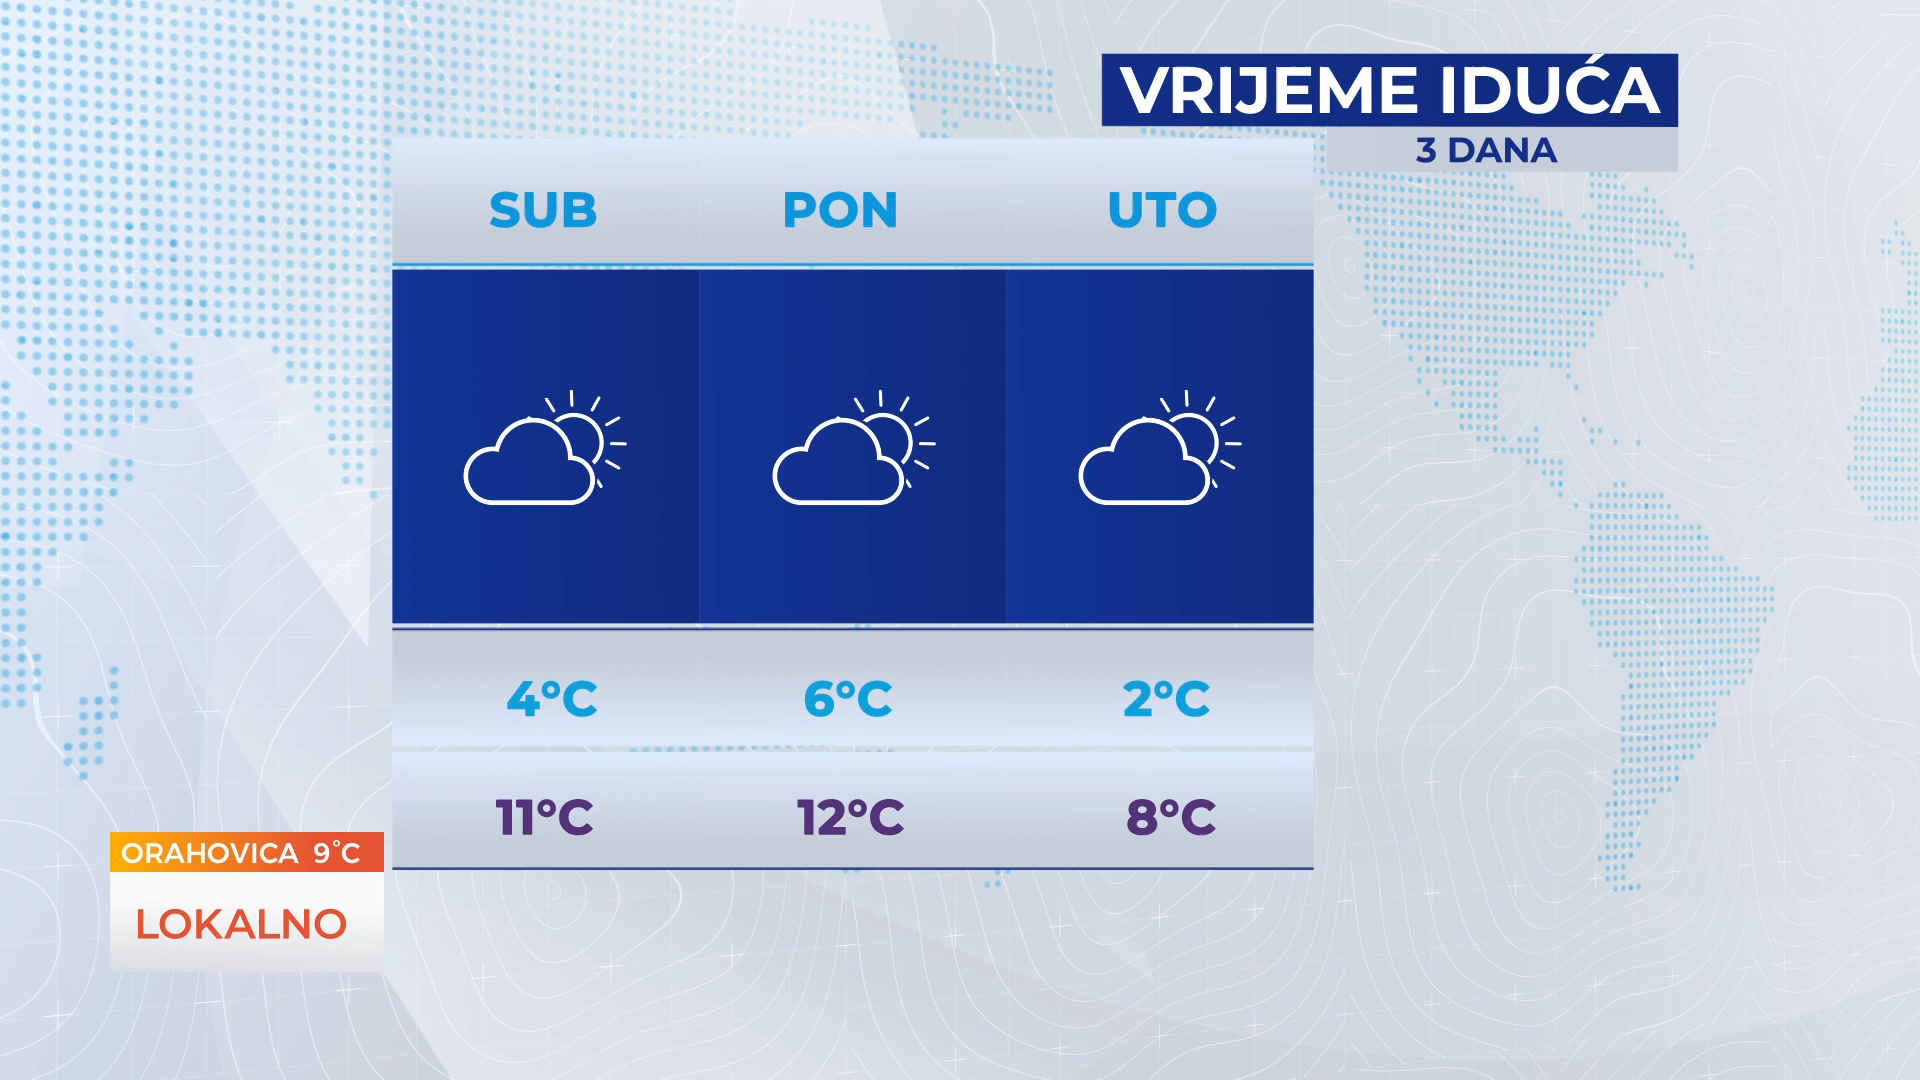 VRIJEME IDUĆA
3 DANA
SUB PON UTO
4°C 6°C 2°C
11°C 12°C 8°C
ORAHOVICA 9°C
LOKALNO